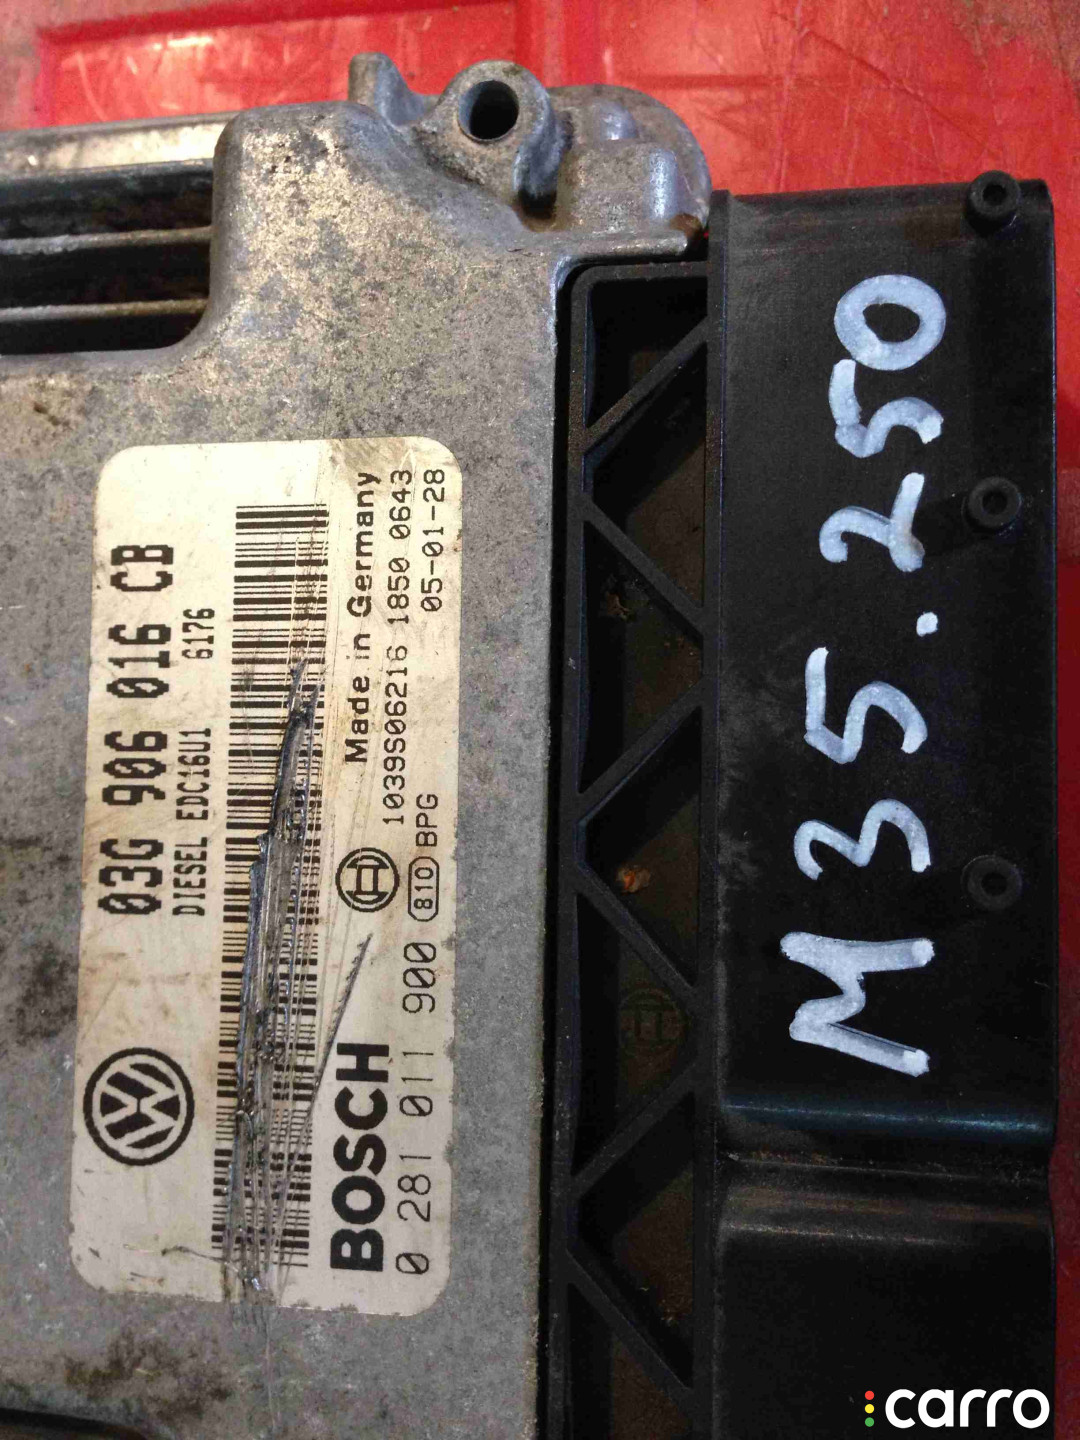 03G 906 016 CB
DIESEL EDC16U1 6176
Made in Germany
BOSCH
1039S06216 1850 0643
0 281 011 900 810 BPG 05-01-28
M35.250
carro